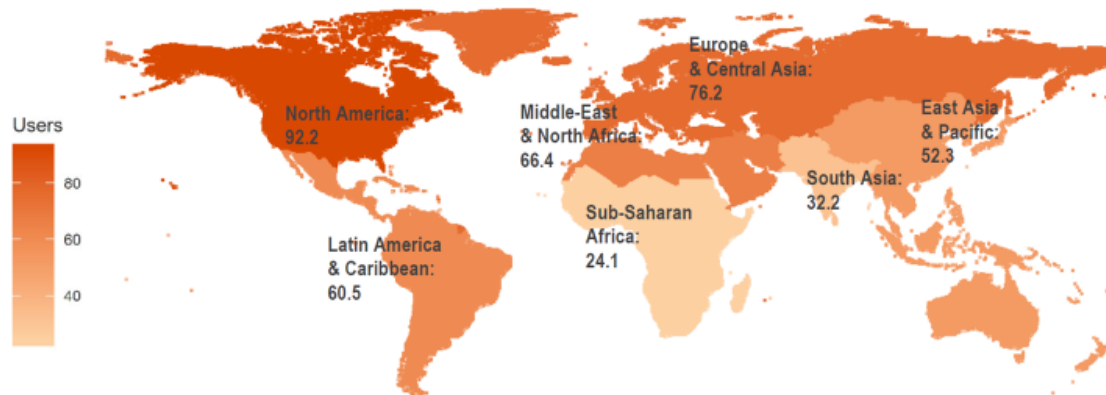 Users
80
60
40
North America:
92.2
Latin America
& Caribbean:
60.5
Europe
& Central Asia:
76.2
Middle-East
& North Africa:
66.4
Sub-Saharan
Africa:
24.1
East Asia
& Pacific:
52.3
South Asia:
32.2